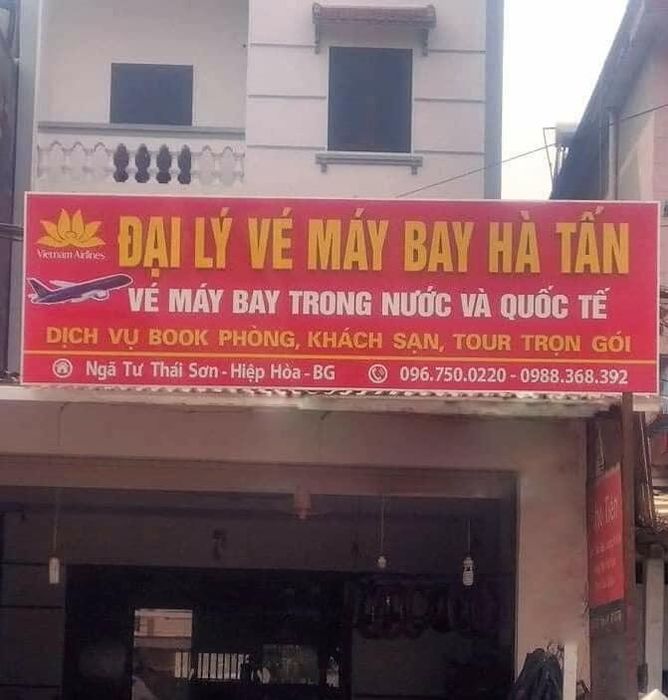 Vietnam Airlines
ĐẠI LÝ VÉ MÁY BAY HÀ TẤN
VÉ MÁY BAY TRONG NƯỚC VÀ QUỐC TẾ
DỊCH VỤ BOOK PHÒNG, KHÁCH SẠN, TOUR TRỌN GÓI
Ngã Tư Thái Sơn - Hiệp Hòa - BG 096.750.0220 - 0988.368.392